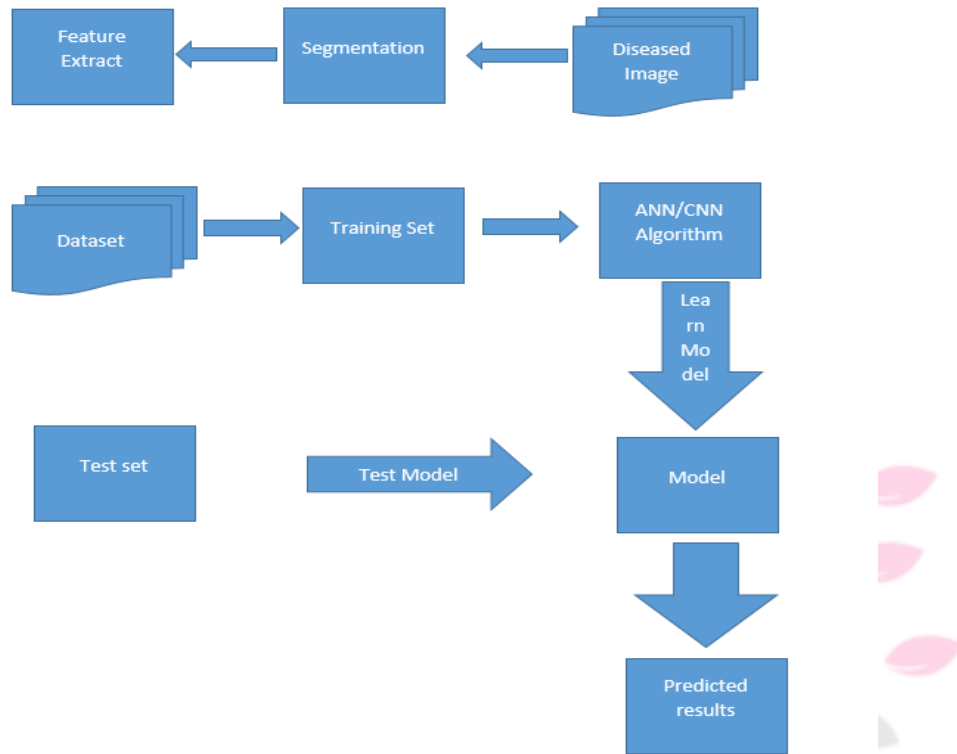 Feature
Extract
Segmentation
Diseased
Image
Dataset
Training Set
ANN/CNN
Algorithm
Lea
rn
Mo
del
Test set
Test Model
Model
Predicted
results